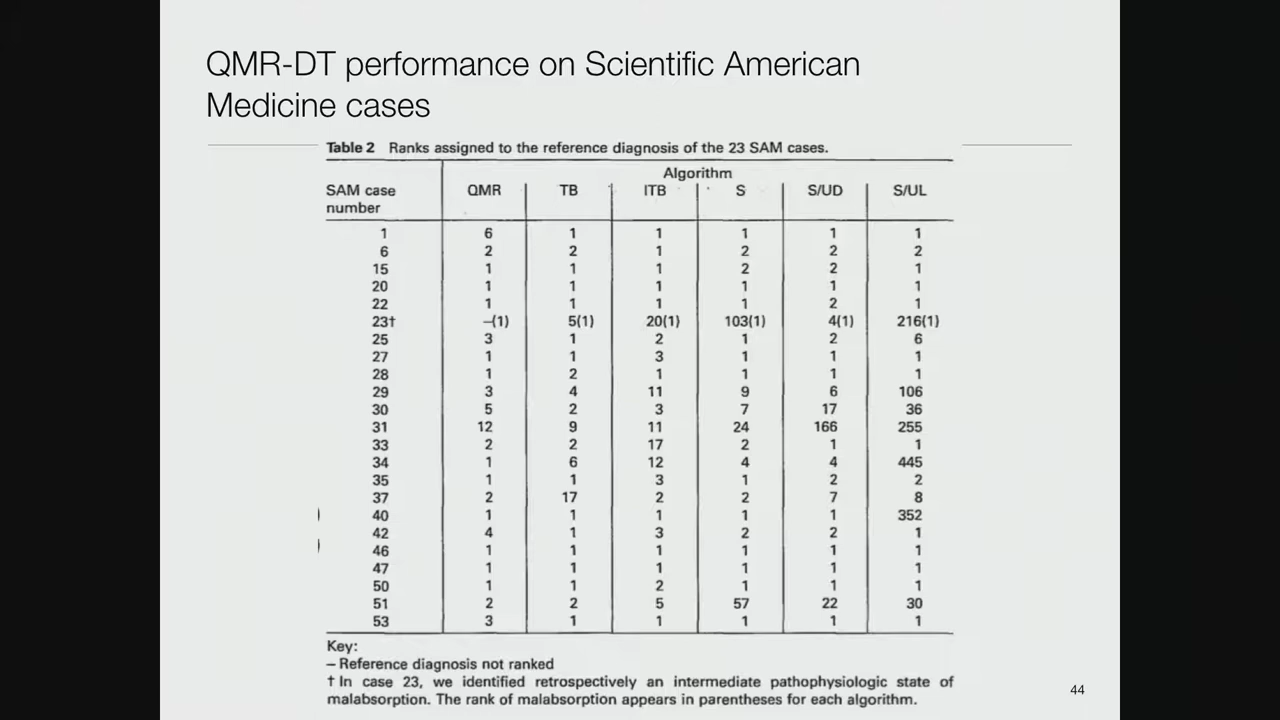 QMR-DT performance on Scientific American
Medicine cases
Table 2 Ranks assigned to the reference diagnosis of the 23 SAM cases.
Algorithm
SAM case number QMR TB ITB S S/UD S/UL
1 6 1 1 1 1 1
6 2 2 1 2 2 2
15 1 1 1 2 2 1
20 1 1 1 1 1 1
22 1 1 1 1 2 1
23† –(1) 5(1) 20(1) 103(1) 4(1) 216(1)
25 3 1 2 1 2 6
27 1 1 3 1 1 1
28 1 2 1 1 1 1
29 3 4 11 9 6 106
30 5 2 3 7 17 36
31 12 9 11 24 166 255
33 2 2 17 2 1 1
34 1 6 12 4 4 445
35 1 1 3 1 2 2
37 2 17 2 2 7 8
40 1 1 1 1 1 352
42 4 1 3 2 2 1
46 1 1 1 1 1 1
47 1 1 1 1 1 1
50 1 1 2 1 1 1
51 2 2 5 57 22 30
53 3 1 1 1 1 1
Key:
– Reference diagnosis not ranked
† In case 23, we identified retrospectively an intermediate pathophysiologic state of
malabsorption. The rank of malabsorption appears in parentheses for each algorithm.
44